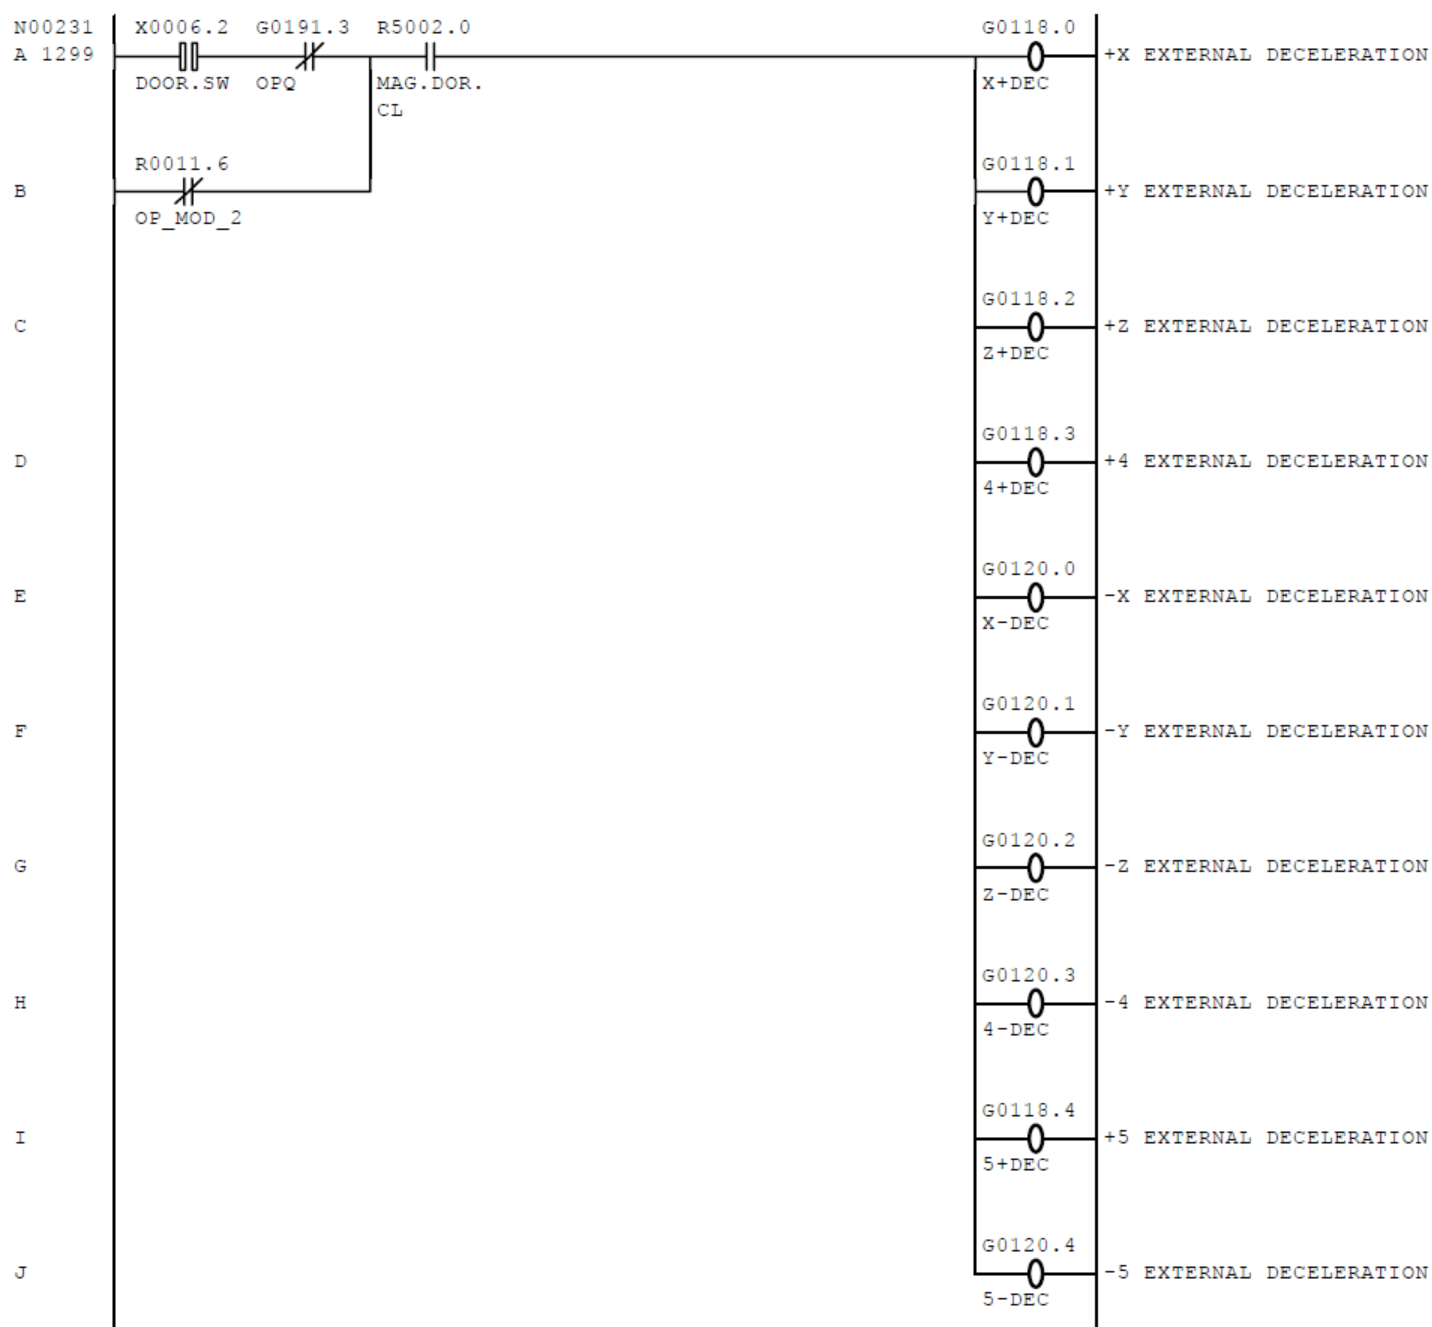 N00231 X0006.2 G0191.3 R5002.0 G0118.0
A 1299 +X EXTERNAL DECELERATION
DOOR.SW OPQ MAG.DOR. X+DEC
CL
R0011.6 G0118.1
B +Y EXTERNAL DECELERATION
OP_MOD_2 Y+DEC
G0118.2
C +Z EXTERNAL DECELERATION
Z+DEC
G0118.3
D +4 EXTERNAL DECELERATION
4+DEC
G0120.0
E -X EXTERNAL DECELERATION
X-DEC
G0120.1
F -Y EXTERNAL DECELERATION
Y-DEC
G0120.2
G -Z EXTERNAL DECELERATION
Z-DEC
G0120.3
H -4 EXTERNAL DECELERATION
4-DEC
G0118.4
I +5 EXTERNAL DECELERATION
5+DEC
G0120.4
J -5 EXTERNAL DECELERATION
5-DEC